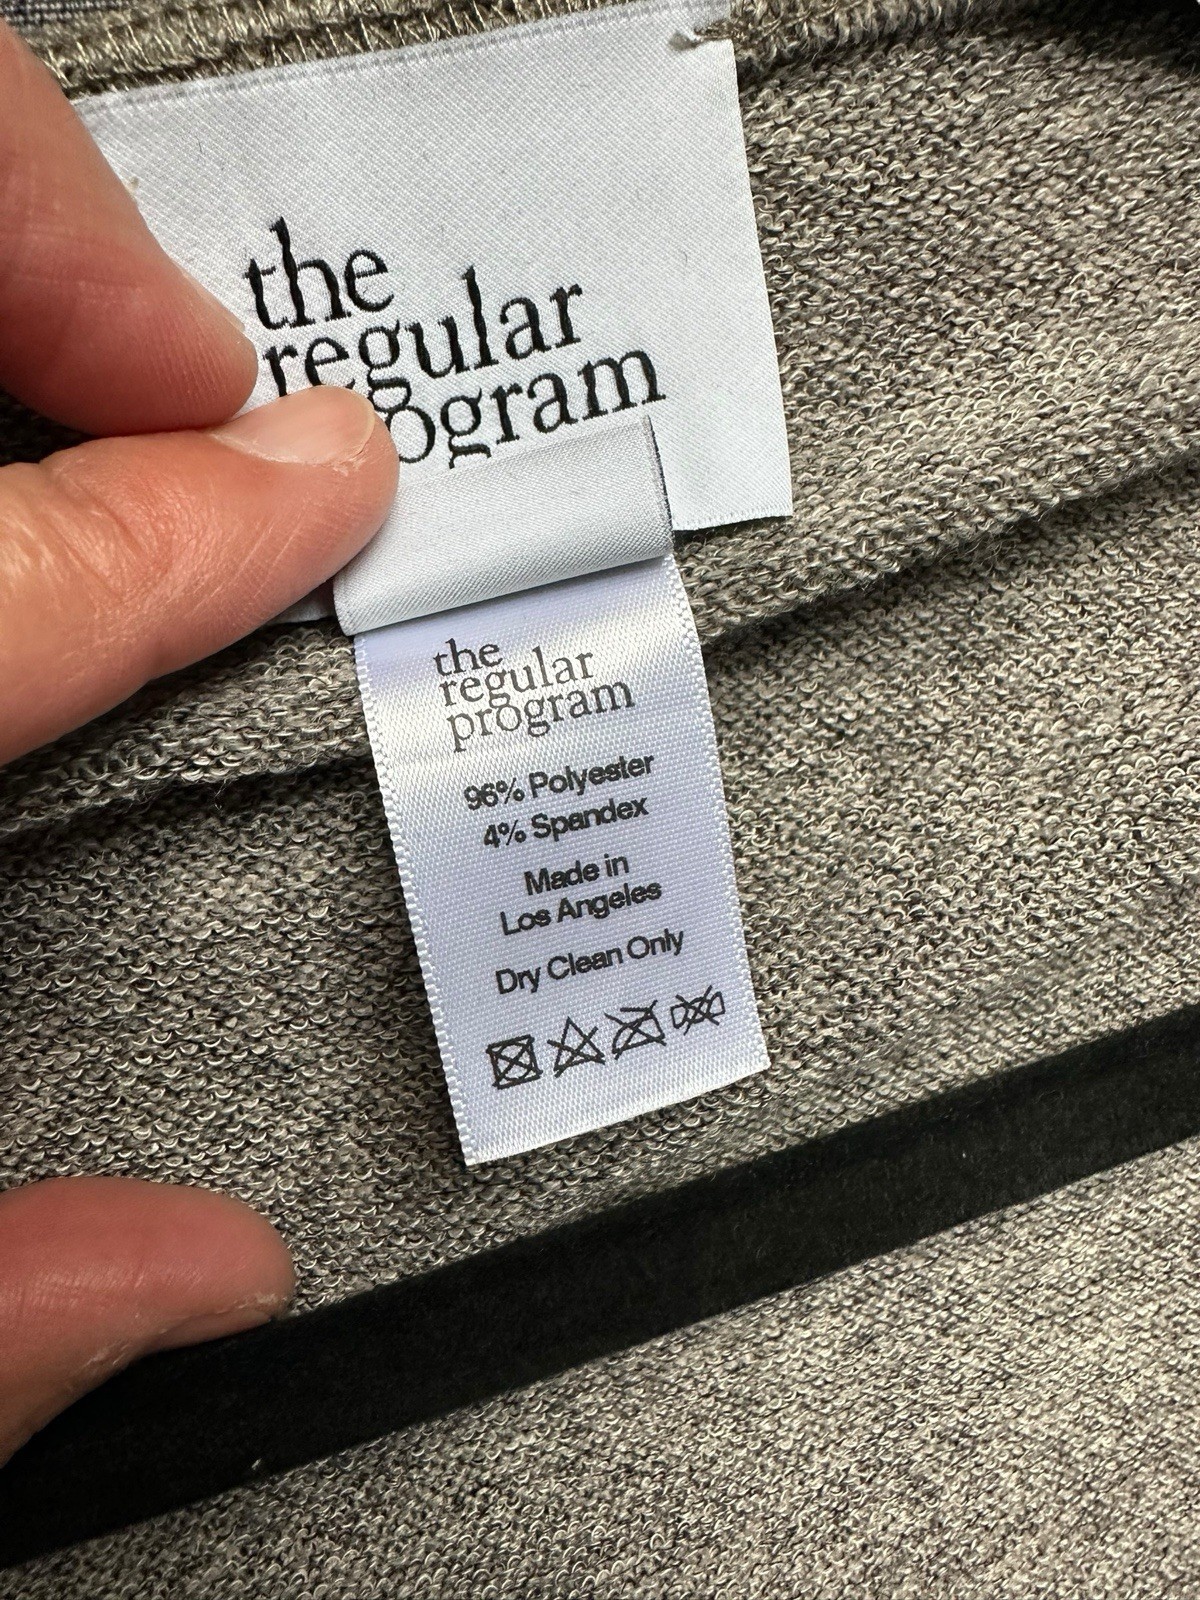 the
regular
program
the
regular
program
96% Polyester
4% Spandex
Made in
Los Angeles
Dry Clean Only